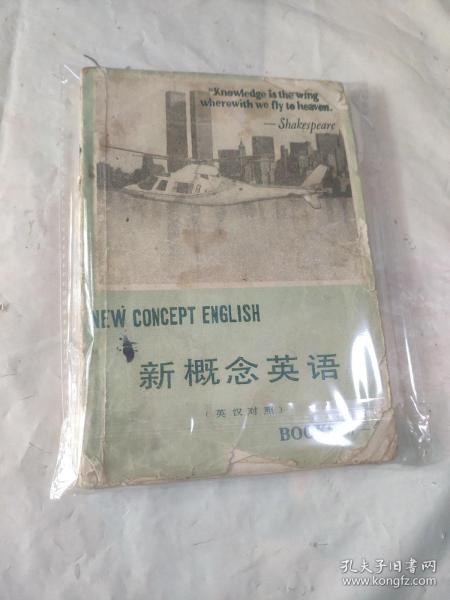 "Knowledge is the wing
wherewith we fly to heaven.
— Shakespeare
NEW CONCEPT ENGLISH
新概念英语
（英汉对照）
BOOK
孔夫子旧书网
www.kongfz.com